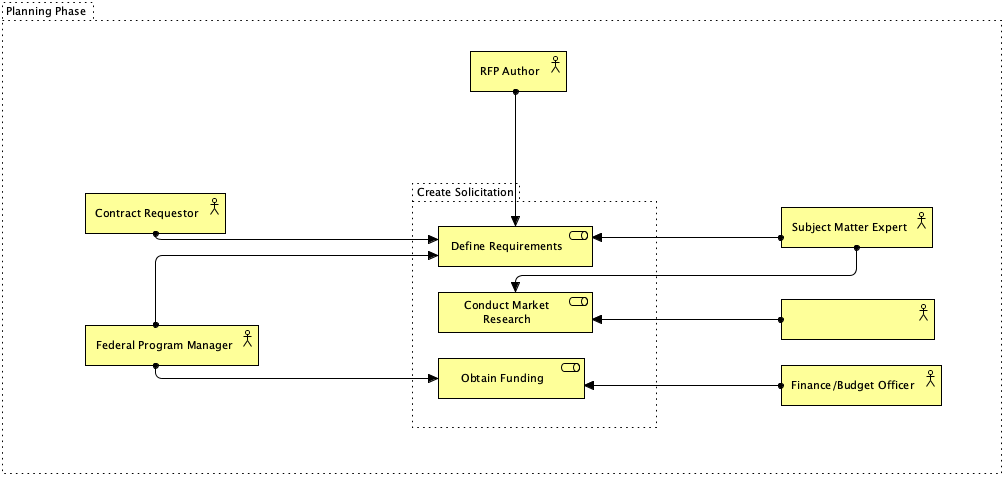 Planning Phase
RFP Author
Create Solicitation
Contract Requestor
Subject Matter Expert
Define Requirements
Conduct Market
Research
Federal Program Manager
Obtain Funding
Finance/Budget Officer